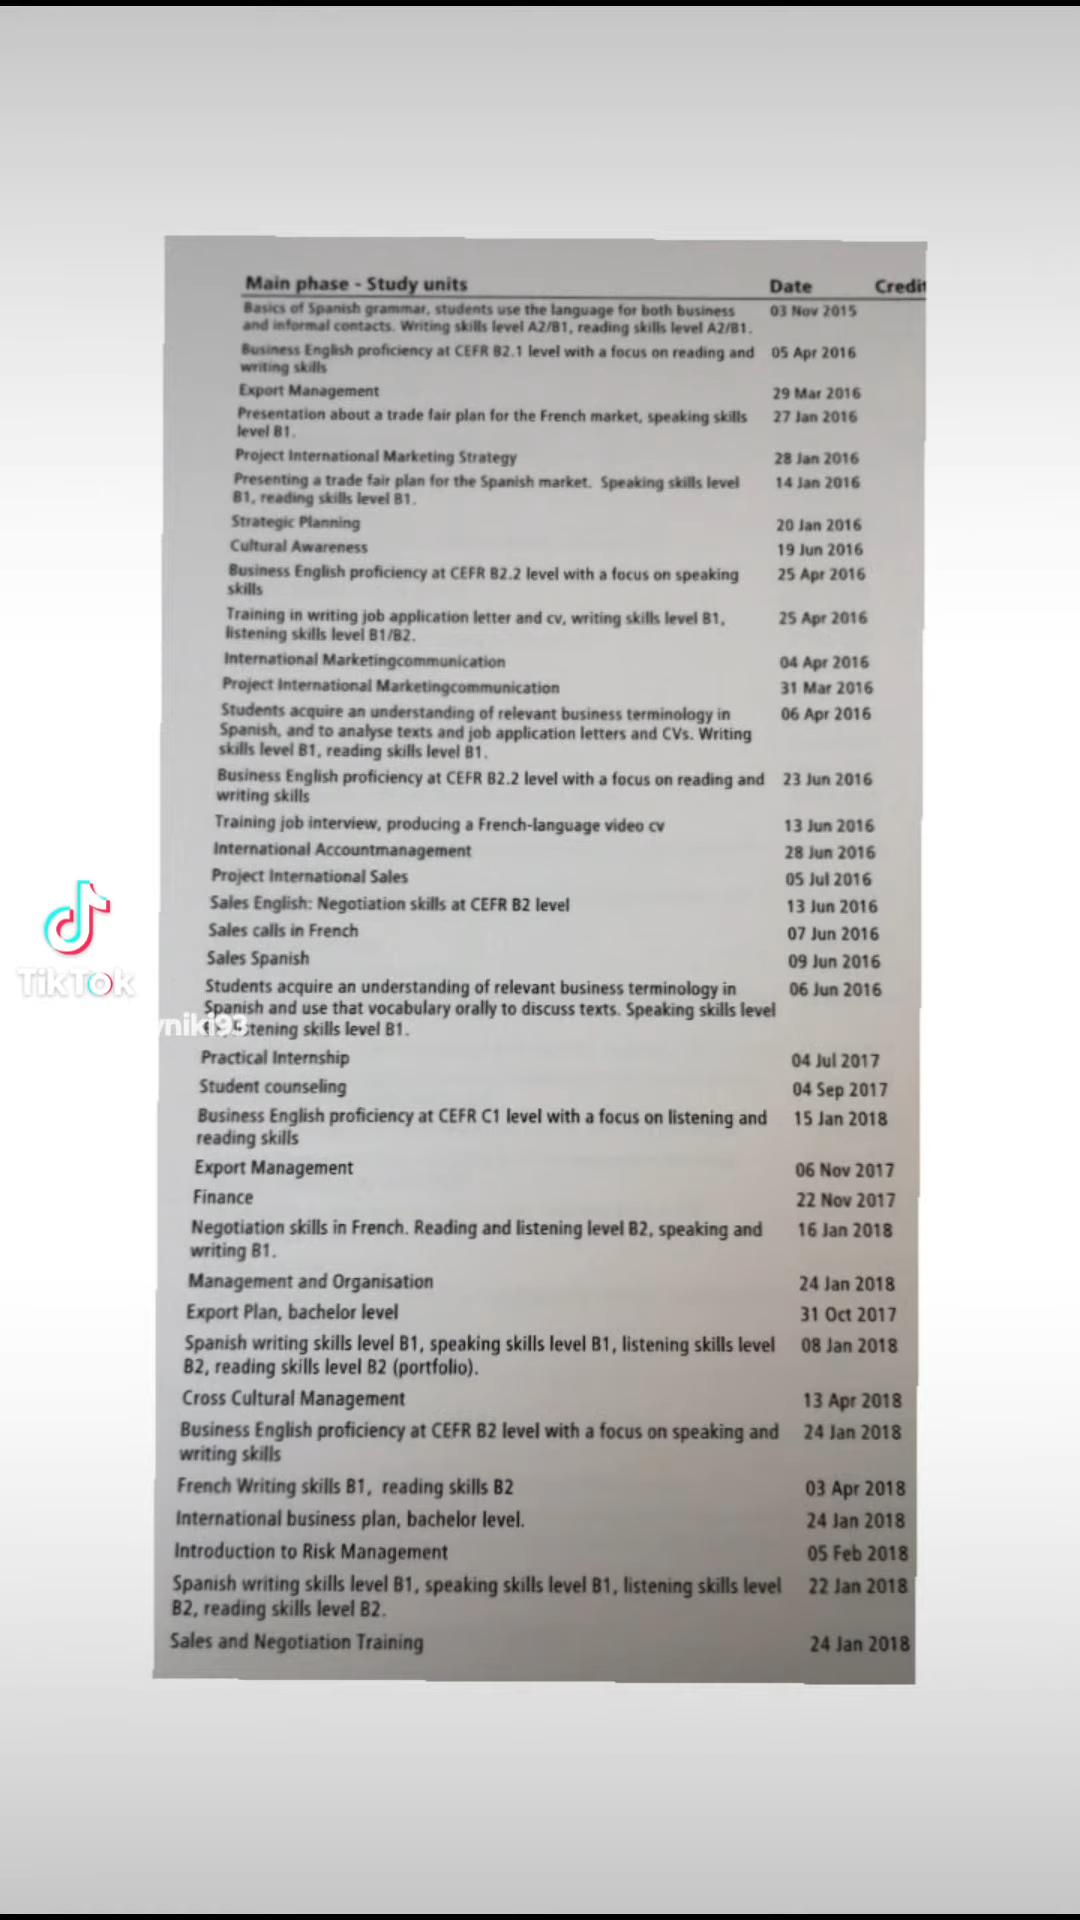 Main phase - Study units Date Credit
Basics of Spanish grammar, students use the language for both business 03 Nov 2015
and informal contacts. Writing skills level A2/B1, reading skills level A2/B1.
Business English proficiency at CEFR B2.1 level with a focus on reading and 05 Apr 2016
writing skills
Export Management 29 Mar 2016
Presentation about a trade fair plan for the French market, speaking skills 27 Jan 2016
level B1.
Project International Marketing Strategy 28 Jan 2016
Presenting a trade fair plan for the Spanish market. Speaking skills level 14 Jan 2016
B1, reading skills level B1.
Strategic Planning 20 Jan 2016
Cultural Awareness 19 Jun 2016
Business English proficiency at CEFR B2.2 level with a focus on speaking 25 Apr 2016
skills
Training in writing job application letter and cv, writing skills level B1, 25 Apr 2016
listening skills level B1/B2.
International Marketingcommunication 04 Apr 2016
Project International Marketingcommunication 31 Mar 2016
Students acquire an understanding of relevant business terminology in 06 Apr 2016
Spanish, and to analyse texts and job application letters and CVs. Writing
skills level B1, reading skills level B1.
Business English proficiency at CEFR B2.2 level with a focus on reading and 23 Jun 2016
writing skills
Training job interview, producing a French-language video cv 13 Jun 2016
International Accountmanagement 28 Jun 2016
Project International Sales 05 Jul 2016
Sales English: Negotiation skills at CEFR B2 level 13 Jun 2016
Sales calls in French 07 Jun 2016
Sales Spanish 09 Jun 2016
Students acquire an understanding of relevant business terminology in 06 Jun 2016
Spanish and use that vocabulary orally to discuss texts. Speaking skills level
skills level B1.
Practical Internship 04 Jul 2017
Student counseling 04 Sep 2017
Business English proficiency at CEFR C1 level with a focus on listening and 15 Jan 2018
reading skills
Export Management 06 Nov 2017
Finance 22 Nov 2017
Negotiation skills in French. Reading and listening level B2, speaking and 16 Jan 2018
writing B1.
Management and Organisation 24 Jan 2018
Export Plan, bachelor level 31 Oct 2017
Spanish writing skills level B1, speaking skills level B1, listening skills level 08 Jan 2018
B2, reading skills level B2 (portfolio).
Cross Cultural Management 13 Apr 2018
Business English proficiency at CEFR B2 level with a focus on speaking and 24 Jan 2018
writing skills
French Writing skills B1, reading skills B2 03 Apr 2018
International business plan, bachelor level. 24 Jan 2018
Introduction to Risk Management 05 Feb 2018
Spanish writing skills level B1, speaking skills level B1, listening skills level 22 Jan 2018
B2, reading skills level B2.
Sales and Negotiation Training 24 Jan 2018
TikTok